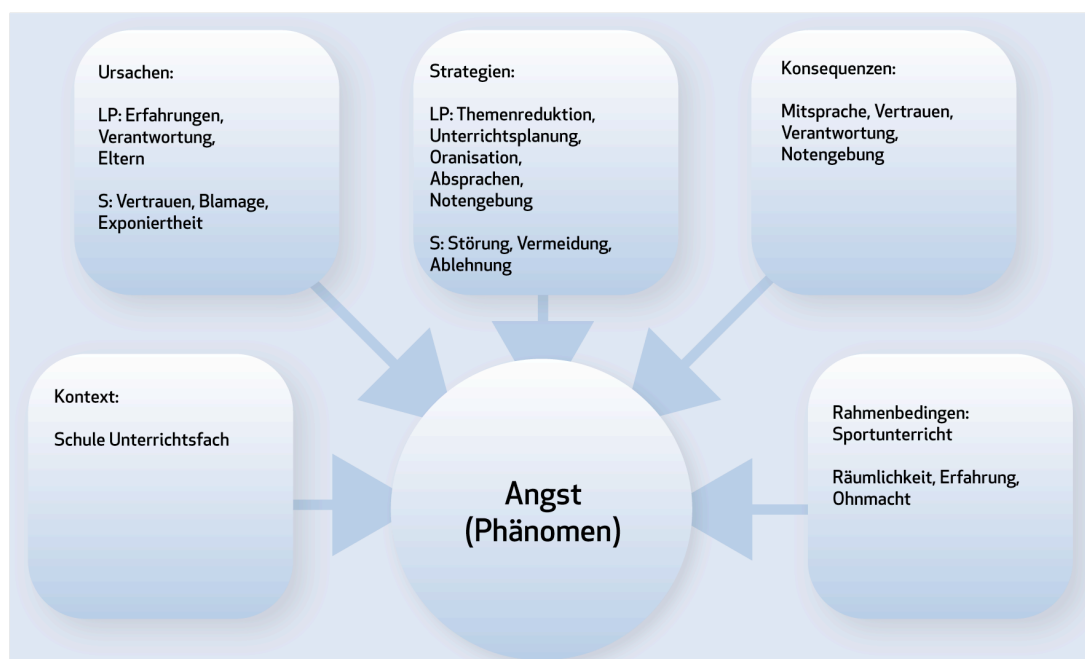 Ursachen:
LP: Erfahrungen,
Verantwortung,
Eltern
S: Vertrauen, Blamage,
Exponiertheit
Strategien:
LP: Themenreduktion,
Unterrichtsplanung,
Oranisation,
Absprachen,
Notengebung
S: Störung, Vermeidung,
Ablehnung
Konsequenzen:
Mitsprache, Vertrauen,
Verantwortung,
Notengebung
Kontext:
Schule Unterrichtsfach
Angst
(Phänomen)
Rahmenbedingen:
Sportunterricht
Räumlichkeit, Erfahrung,
Ohnmacht